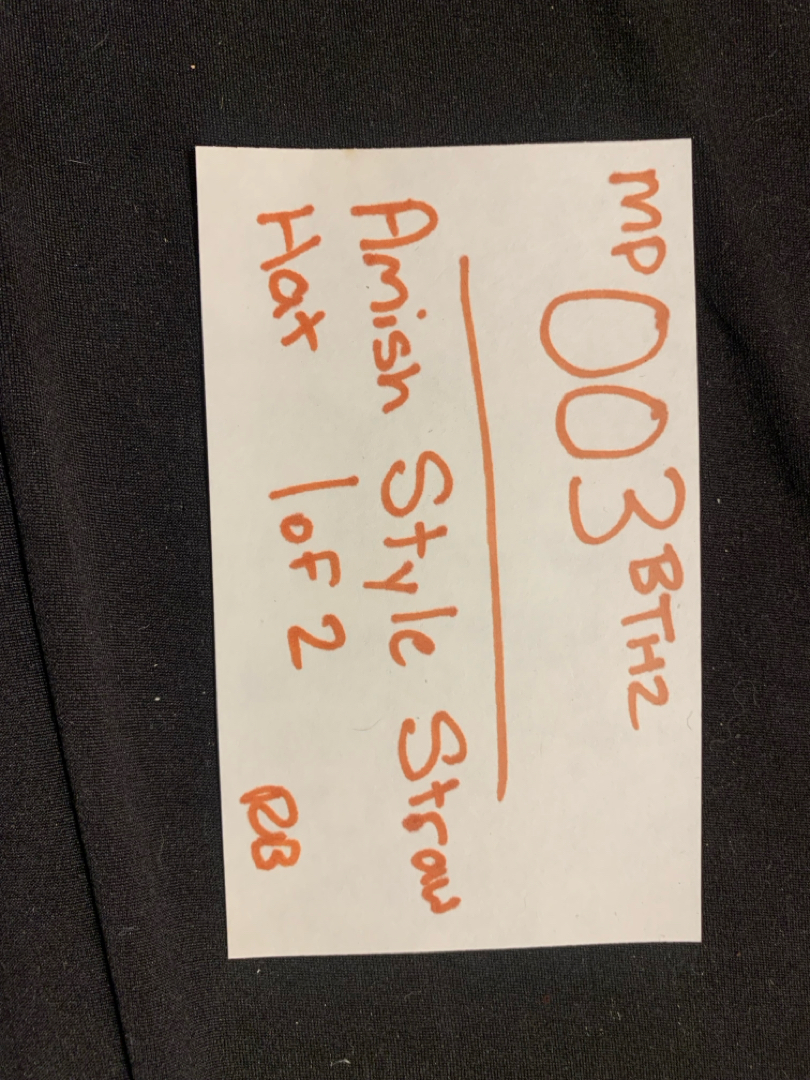 MP 003 BTH2
Amish Style Straw
Hat 1 of 2
RB